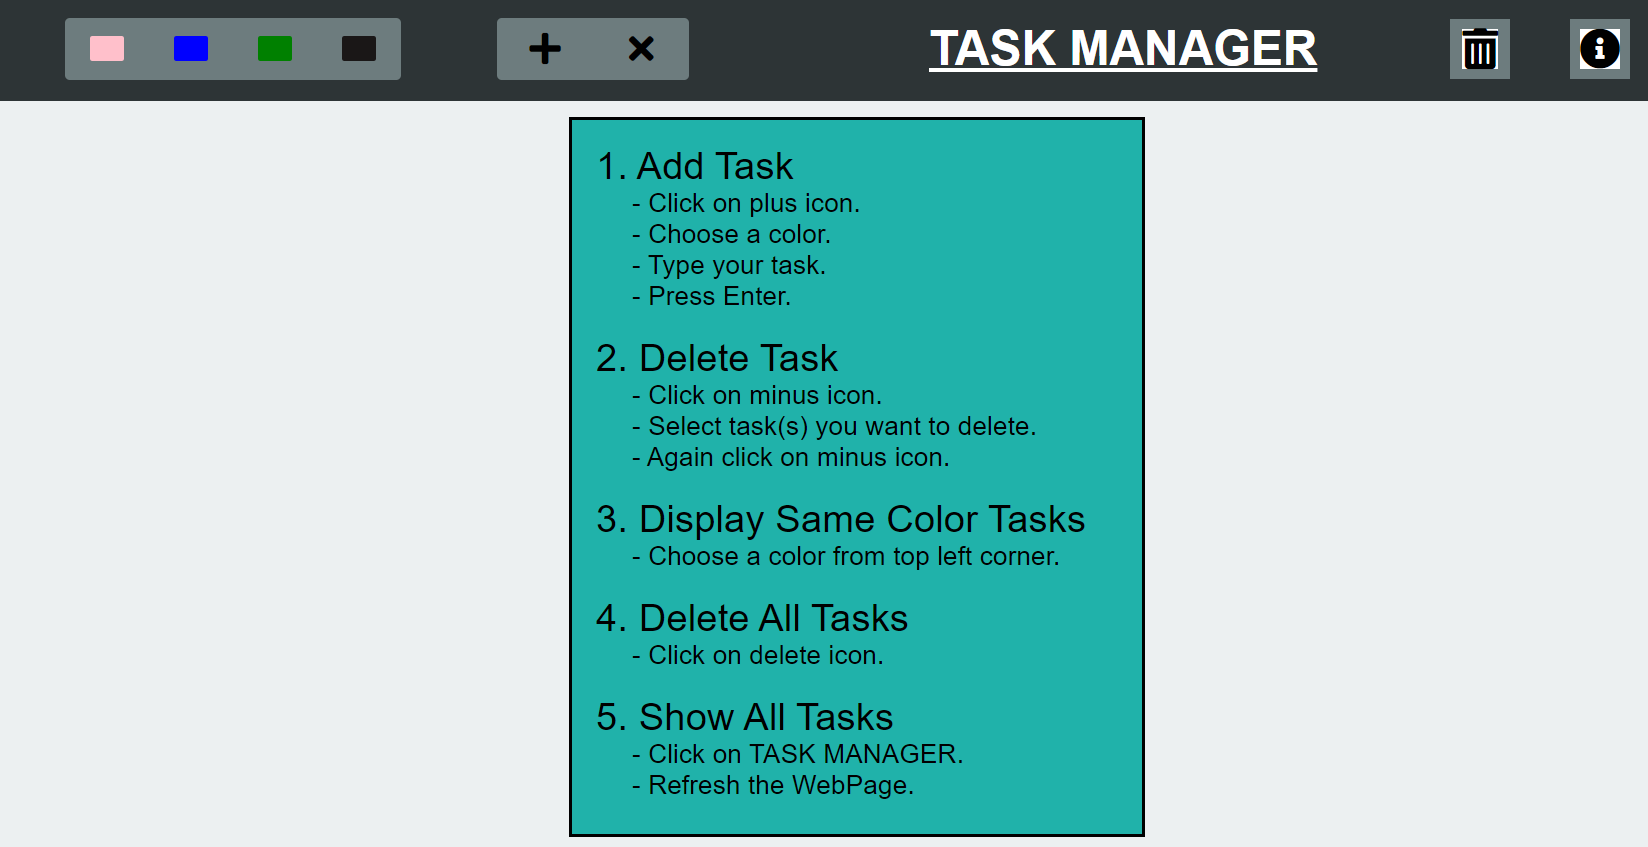 TASK MANAGER
1. Add Task
- Click on plus icon.
- Choose a color.
- Type your task.
- Press Enter.
2. Delete Task
- Click on minus icon.
- Select task(s) you want to delete.
- Again click on minus icon.
3. Display Same Color Tasks
- Choose a color from top left corner.
4. Delete All Tasks
- Click on delete icon.
5. Show All Tasks
- Click on TASK MANAGER.
- Refresh the WebPage.